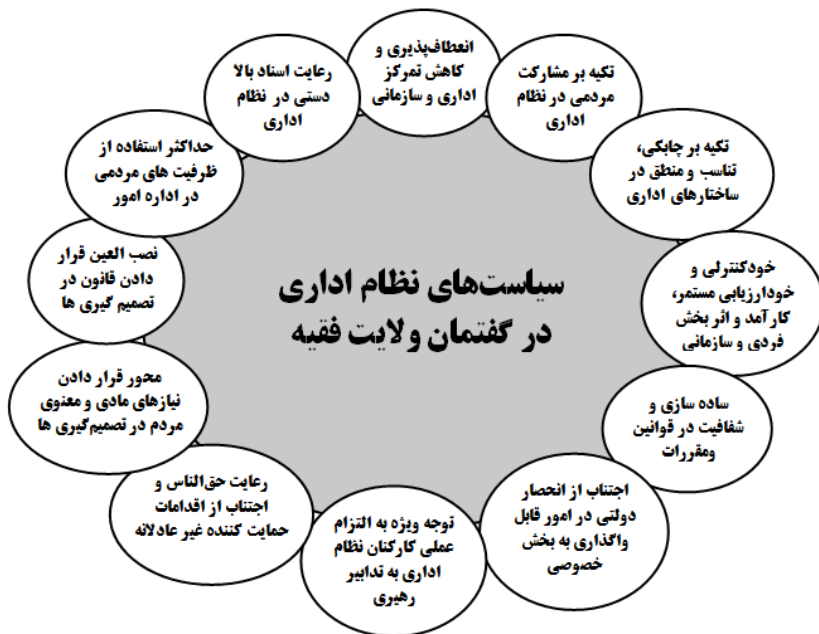 سیاست‌های نظام اداری
در گفتمان ولایت فقیه
انعطاف‌پذیری و
کاهش تمرکز
اداری و سازمانی
تکیه بر مشارکت
مردمی در نظام
اداری
تکیه بر چابکی،
تناسب و منطق در
ساختارهای اداری
خودکنترلی و
خودارزیابی مستمر،
کارآمد و اثر بخش
فردی و سازمانی
ساده سازی و
شفافیت در قوانین
ومقررات
اجتناب از انحصار
دولتی در امور قابل
واگذاری به بخش
خصوصی
توجه ویژه به التزام
عملی کارکنان نظام
اداری به تدابیر
رهبری
رعایت حق‌الناس و
اجتناب از اقدامات
حمایت کننده غیر عادلانه
محور قرار دادن
نیازهای مادی و معنوی
مردم در تصمیم‌گیری ها
نصب العین قرار
دادن قانون در
تصمیم گیری ها
حداکثر استفاده از
ظرفیت های مردمی
در اداره امور
رعایت اسناد بالا
دستی در نظام
اداری